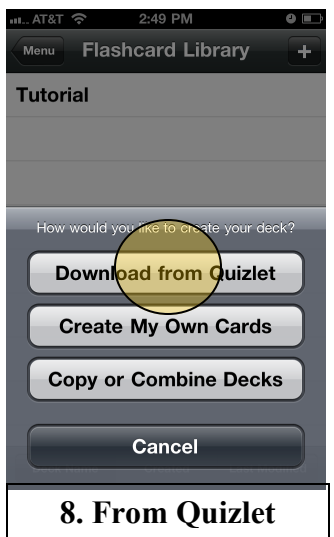 AT&T 2:49 PM
Menu Flashcard Library +
Tutorial
How would you like to create your deck?
Download from Quizlet
Create My Own Cards
Copy or Combine Decks
Cancel
8. From Quizlet